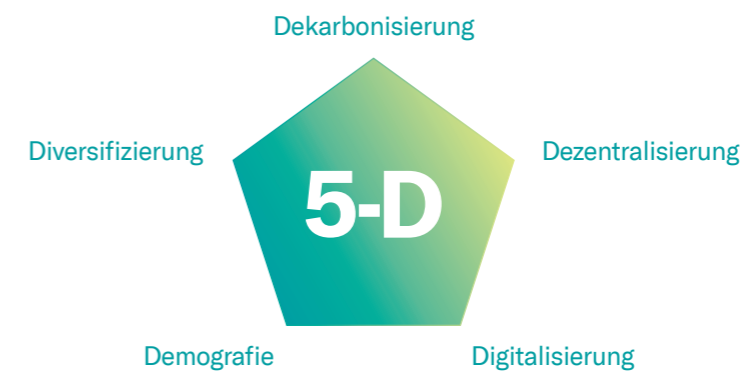 Dekarbonisierung
Diversifizierung
Dezentralisierung
5-D
Demografie
Digitalisierung